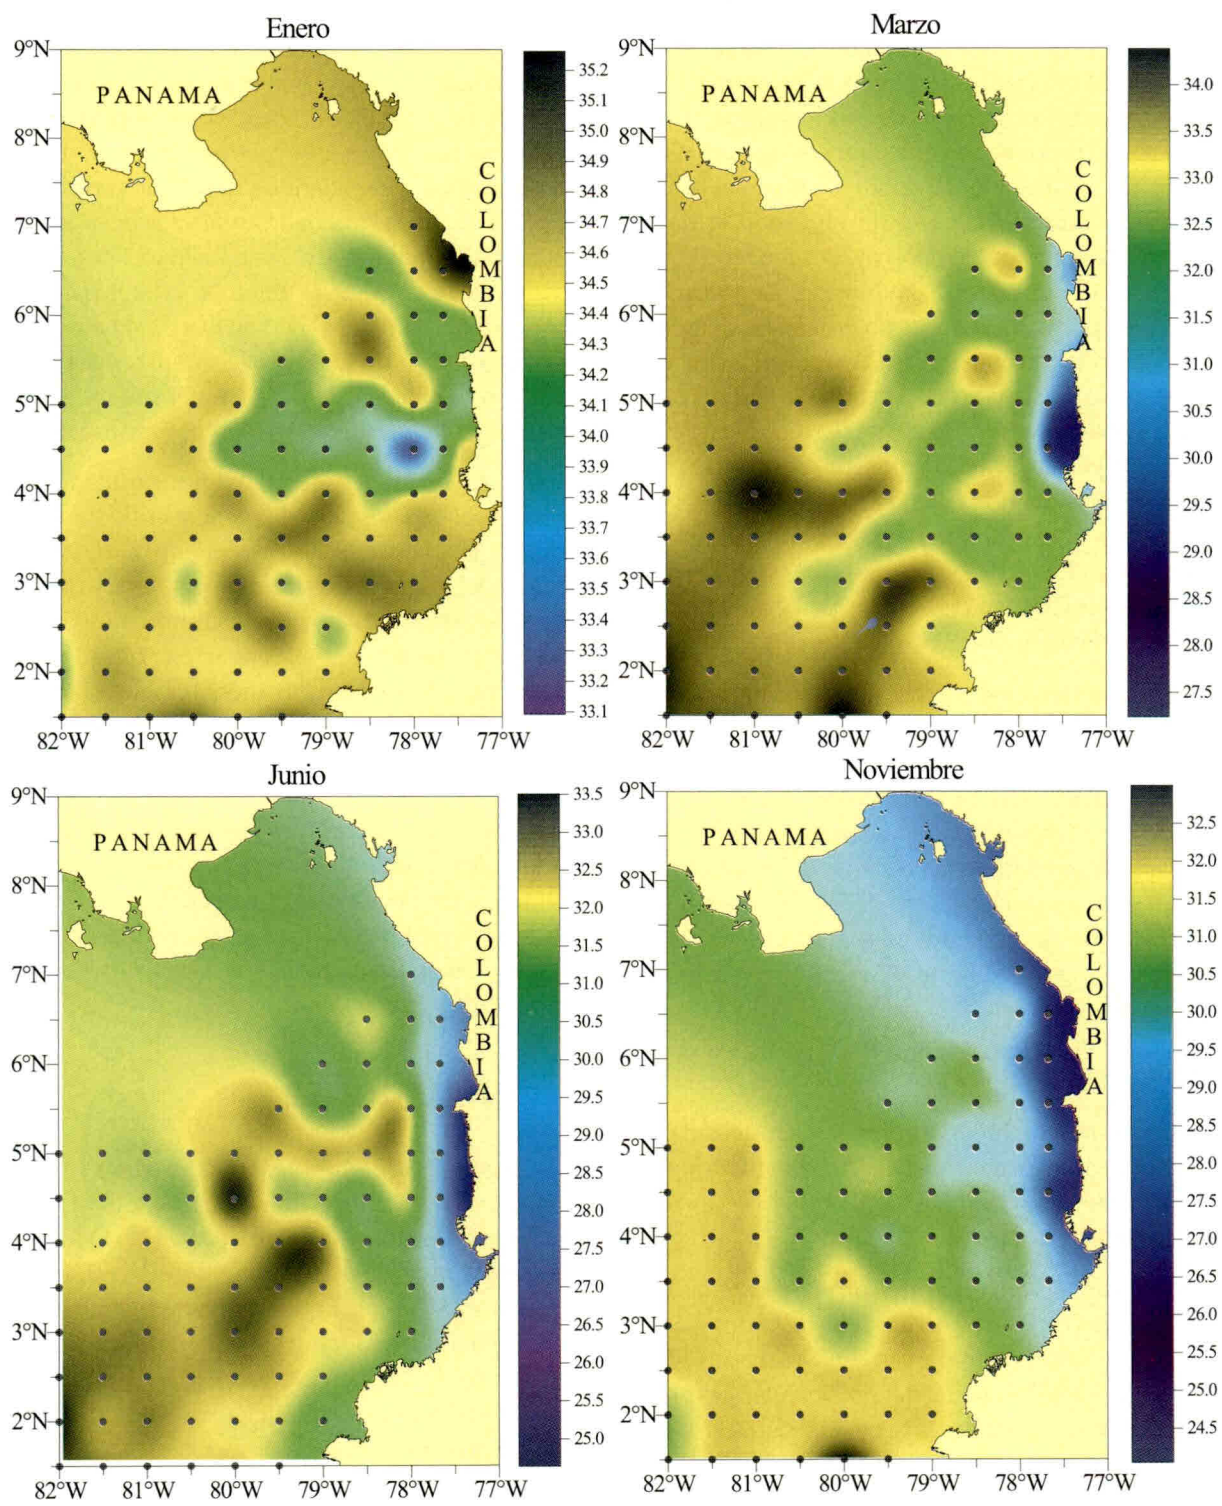 Enero
9°N
8°N
7°N
6°N
5°N
4°N
3°N
2°N
82°W
80°W
79°W
78°W
77°W
PANAMA
COLOMBIA
35.2
35.1
35.0
34.9
34.8
34.7
34.6
34.5
34.4
34.3
34.2
34.1
34.0
33.9
33.8
33.7
33.6
33.5
33.4
33.3
33.2
33.1
Marzo
9°N
8°N
7°N
6°N
5°N
4°N
3°N
2°N
82°W
80°W
79°W
78°W
77°W
PANAMA
COLOMBIA
34.0
33.5
33.0
32.5
32.0
31.5
31.0
30.5
30.0
29.5
29.0
28.5
28.0
27.5
Junio
9°N
8°N
7°N
6°N
5°N
4°N
3°N
2°N
82°W
80°W
79°W
78°W
77°W
PANAMA
COLOMBIA
33.5
33.0
32.5
32.0
31.5
31.0
30.5
30.0
29.5
29.0
28.5
28.0
27.5
27.0
26.5
26.0
25.5
25.0
Noviembre
9°N
8°N
7°N
6°N
5°N
4°N
3°N
2°N
82°W
80°W
79°W
78°W
77°W
PANAMA
COLOMBIA
32.5
32.0
31.5
31.0
30.5
30.0
29.5
29.0
28.5
28.0
27.5
27.0
26.5
26.0
25.5
25.0
24.5